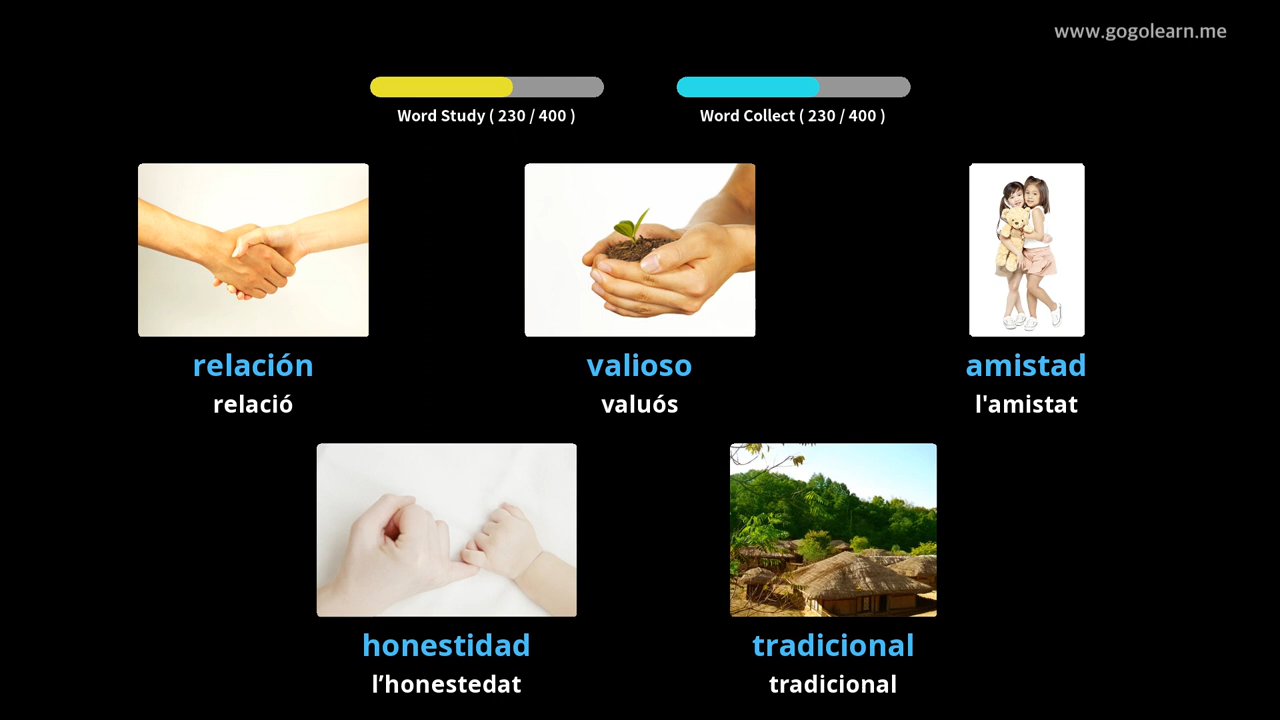 www.gogolearn.me
Word Study ( 230 / 400 )
Word Collect ( 230 / 400 )
relación
relació
valioso
valuós
amistad
l'amistat
honestidad
l’honestedat
tradicional
tradicional